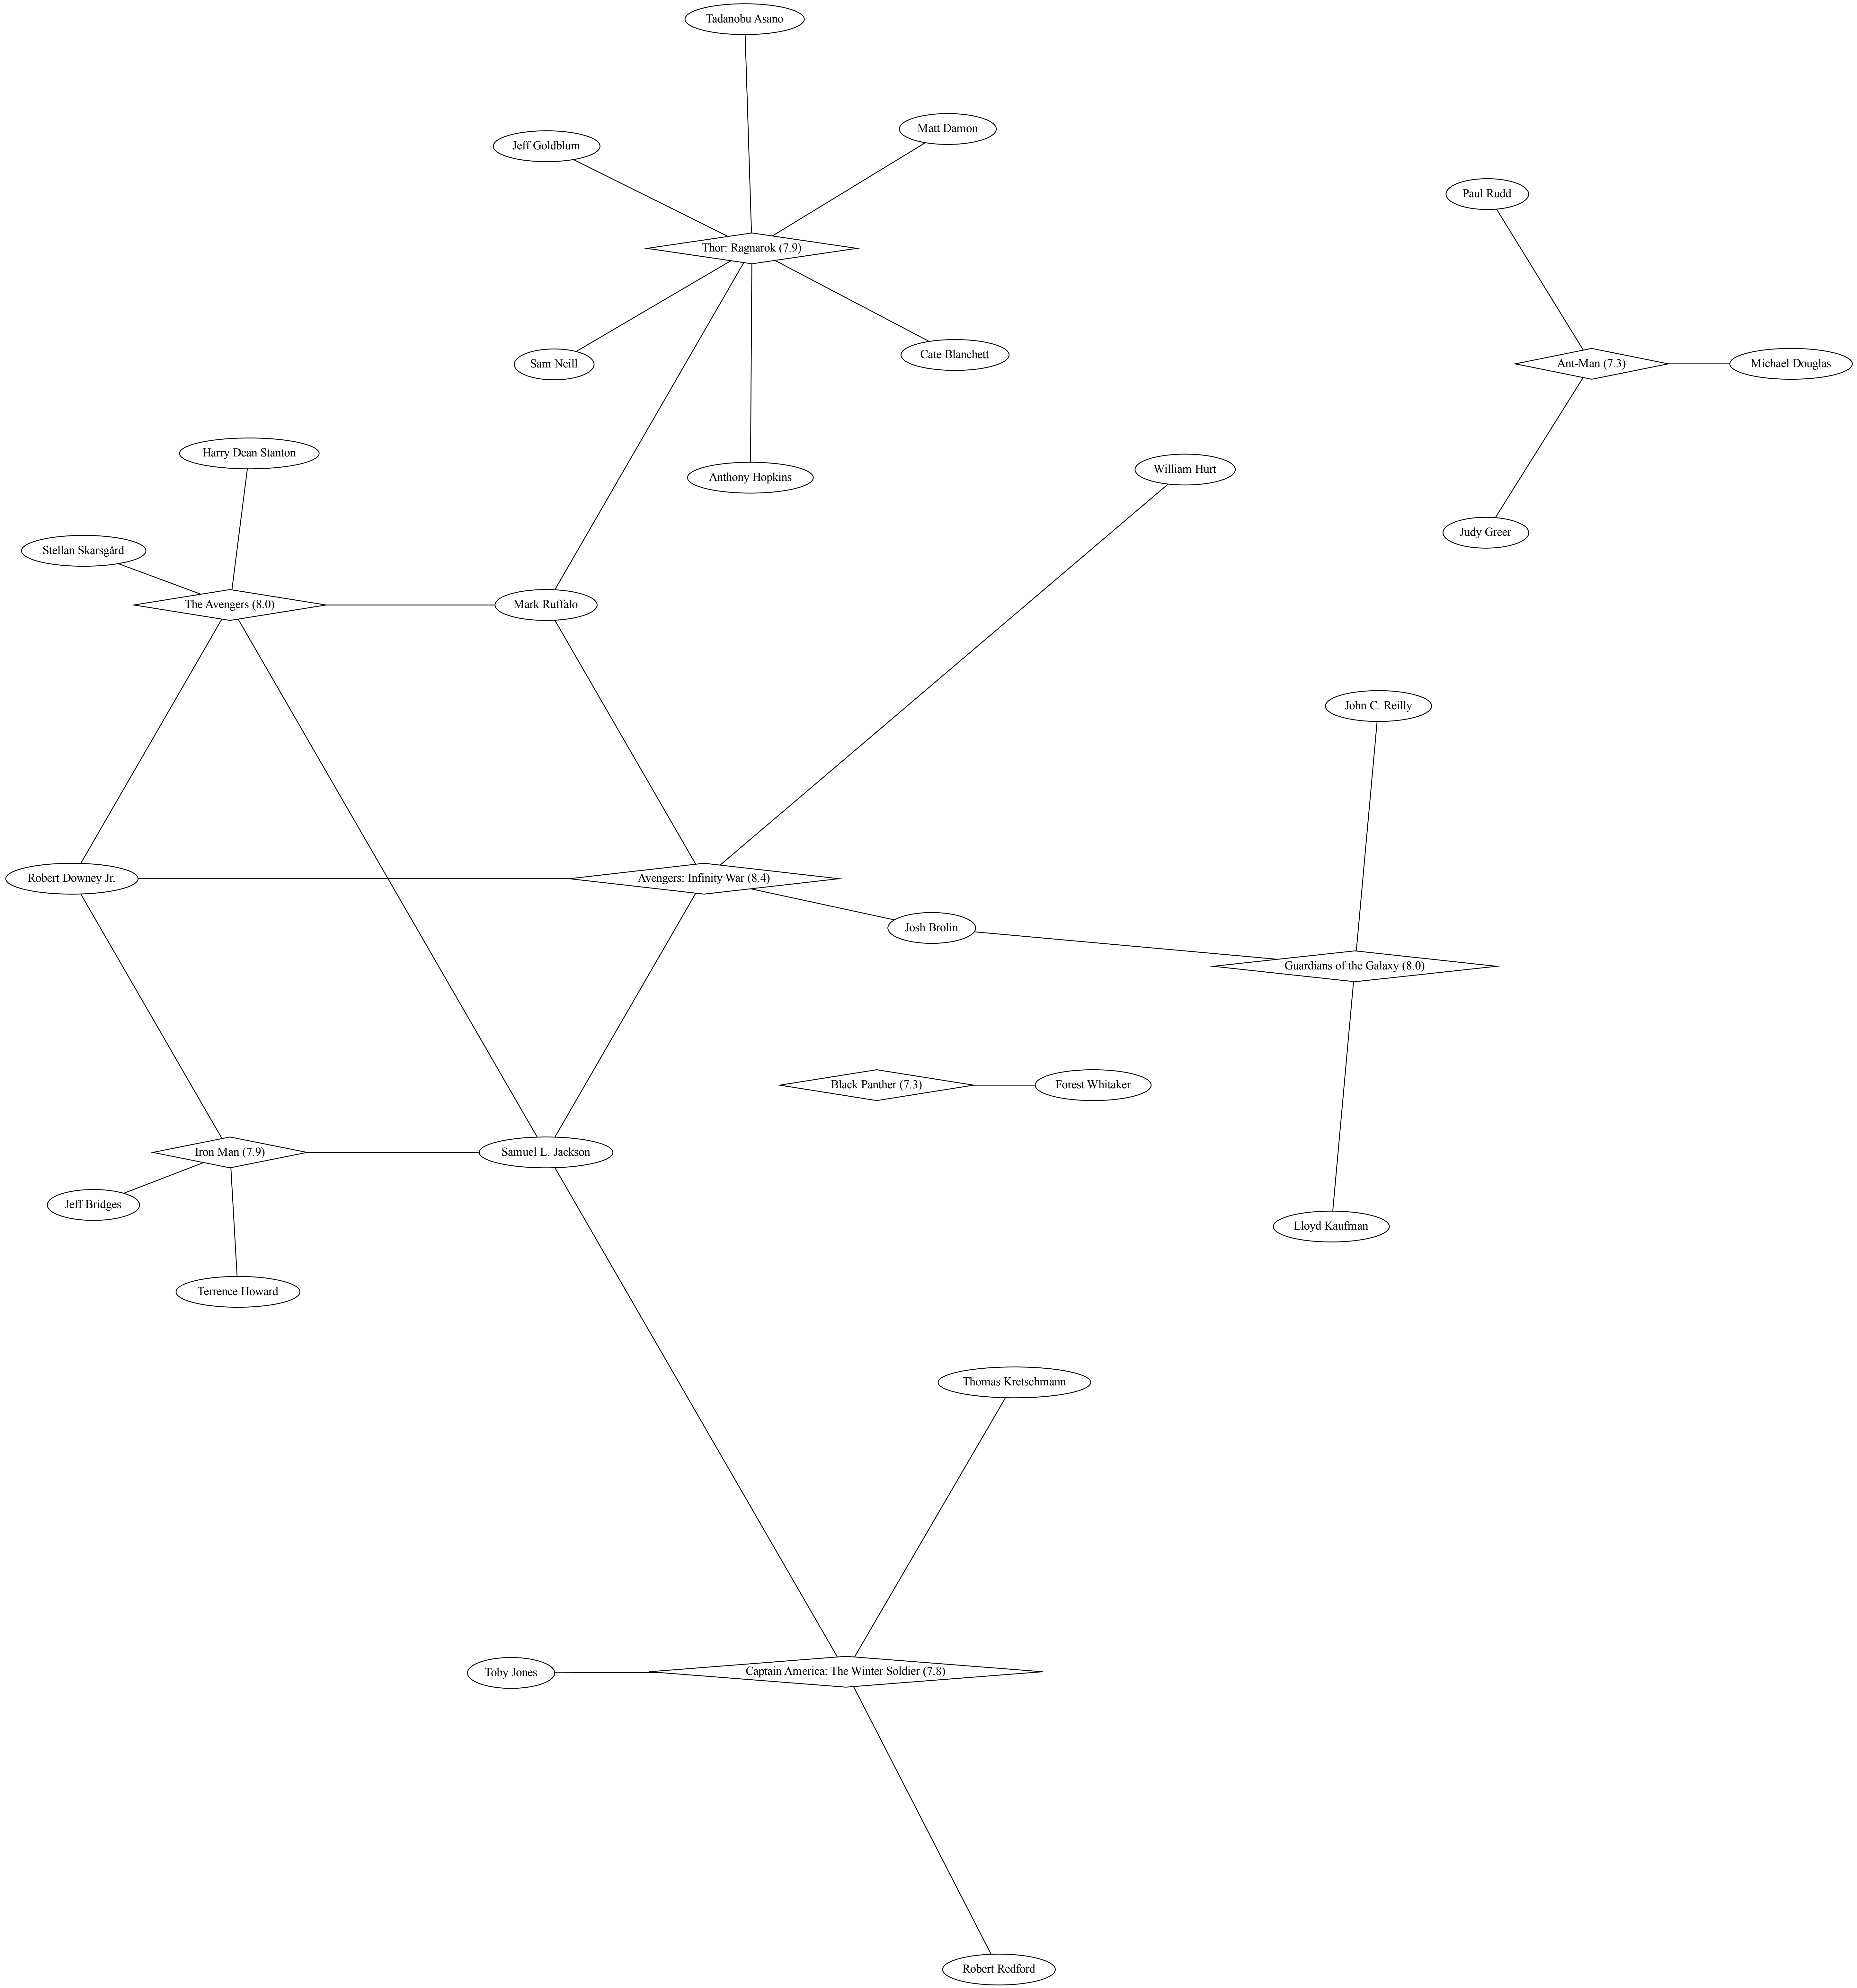 Tadanobu Asano
Matt Damon
Jeff Goldblum
Paul Rudd
Thor: Ragnarok (7.9)
Cate Blanchett
Sam Neill
Ant-Man (7.3)
Michael Douglas
Harry Dean Stanton
William Hurt
Anthony Hopkins
Judy Greer
Stellan Skarsgård
The Avengers (8.0)
Mark Ruffalo
John C. Reilly
Robert Downey Jr.
Avengers: Infinity War (8.4)
Josh Brolin
Guardians of the Galaxy (8.0)
Black Panther (7.3)
Forest Whitaker
Iron Man (7.9)
Samuel L. Jackson
Jeff Bridges
Lloyd Kaufman
Terrence Howard
Thomas Kretschmann
Toby Jones
Captain America: The Winter Soldier (7.8)
Robert Redford